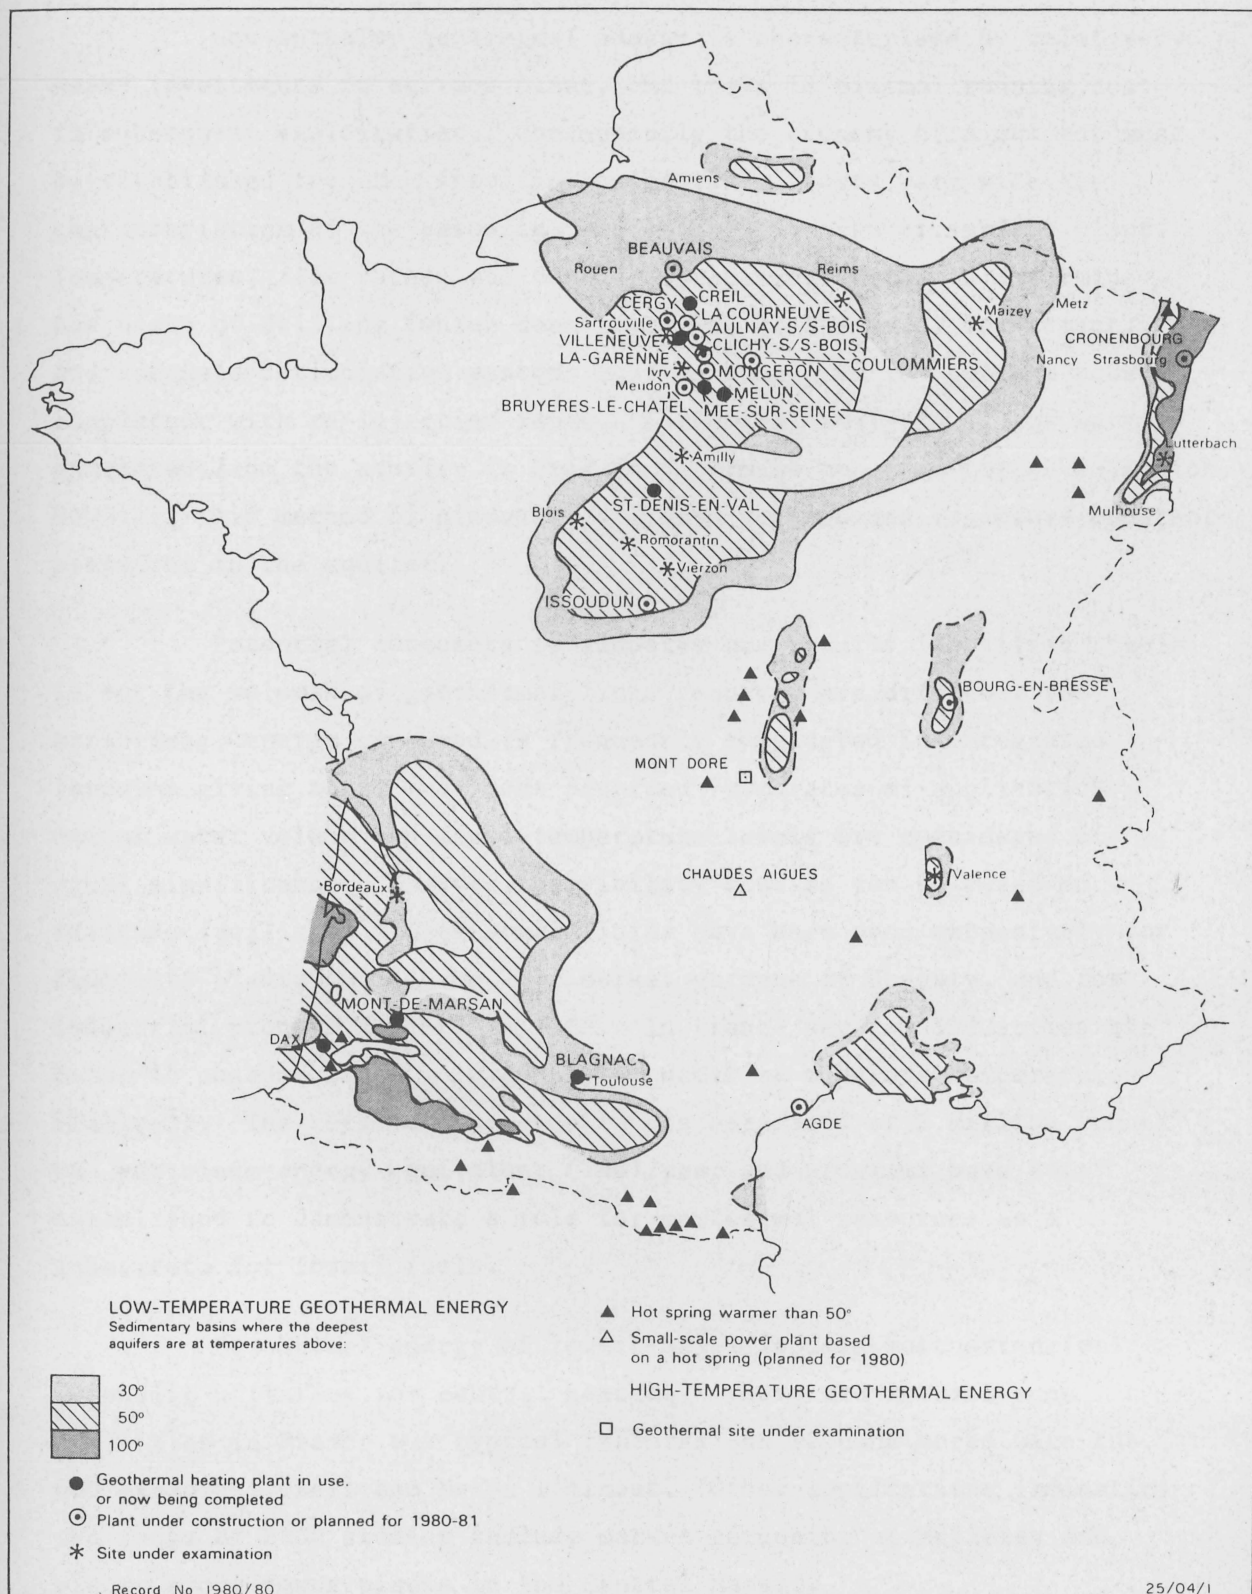 Amiens
BEAUVAIS
Rouen
Reims
CERGY
CREIL
LA COURNEUVE
Sartrouville
AULNAY-S/S-BOIS
VILLENEUVE
CLICHY-S/S-BOIS
LA-GARENNE
COULOMMIERS
Ivry
MONGERON
Meudon
MELUN
BRUYERES-LE-CHATEL
MEE-SUR-SEINE
Maizey
Metz
CRONENBOURG
Nancy
Strasbourg
Lutterbach
Mulhouse
Amilly
ST-DENIS-EN-VAL
Blois
Romorantin
Vierzon
ISSOUDUN
BOURG-EN-BRESSE
MONT DORE
CHAUDES AIGUES
Valence
Bordeaux
MONT-DE-MARSAN
DAX
BLAGNAC
Toulouse
AGDE
LOW-TEMPERATURE GEOTHERMAL ENERGY
Sedimentary basins where the deepest
aquifers are at temperatures above:
30°
50°
100°
Geothermal heating plant in use.
or now being completed
Plant under construction or planned for 1980-81
Site under examination
Hot spring warmer than 50°
Small-scale power plant based
on a hot spring (planned for 1980)
HIGH-TEMPERATURE GEOTHERMAL ENERGY
Geothermal site under examination
. Record No 1980/80
25/04/1